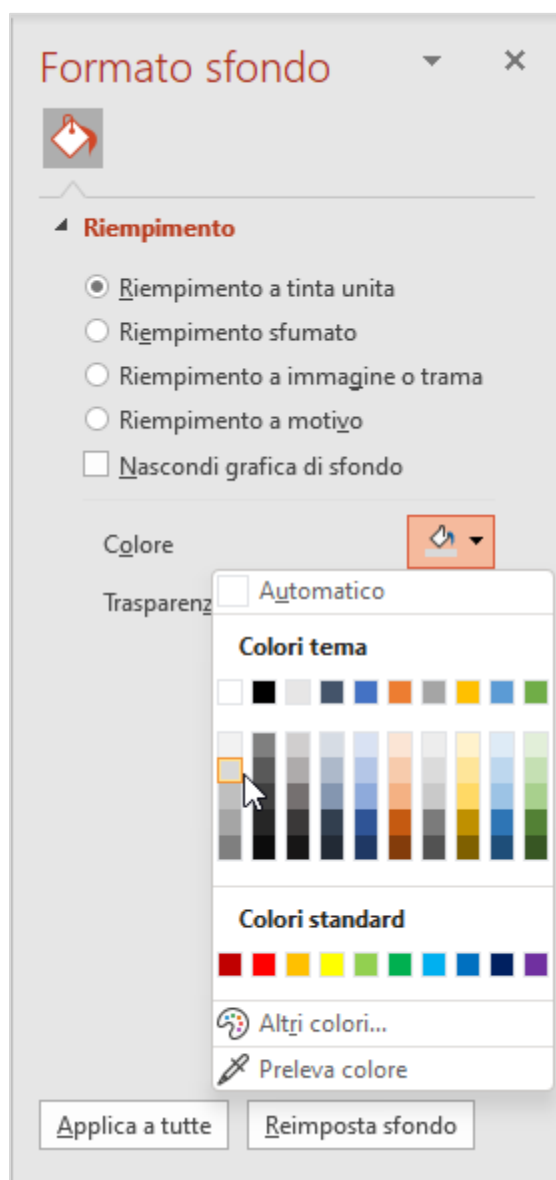 Formato sfondo
Riempimento
Riempimento a tinta unita
Riempimento sfumato
Riempimento a immagine o trama
Riempimento a motivo
Nascondi grafica di sfondo
Colore
Automatico
Colori tema
Colori standard
Altri colori...
Preleva colore
Applica a tutte
Reimposta sfondo